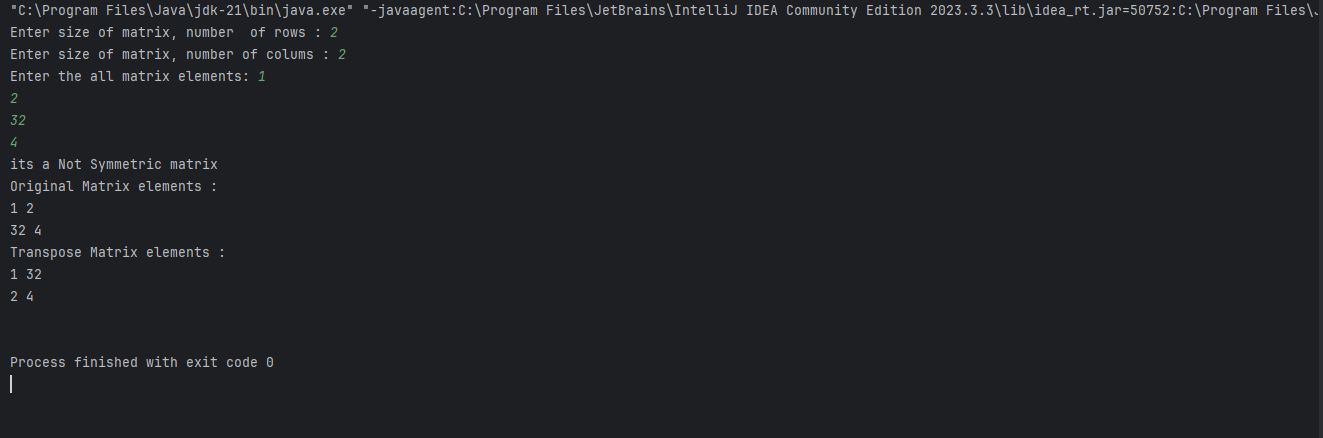 "C:\Program Files\Java\jdk-21\bin\java.exe" "-javaagent:C:\Program Files\JetBrains\IntelliJ IDEA Community Edition 2023.3.3\lib\idea_rt.jar=50752:C:\Program Files\J
Enter size of matrix, number  of rows : 2
Enter size of matrix, number of colums : 2
Enter the all matrix elements: 1
2
32
4
its a Not Symmetric matrix
Original Matrix elements :
1 2
32 4
Transpose Matrix elements :
1 32
2 4
Process finished with exit code 0